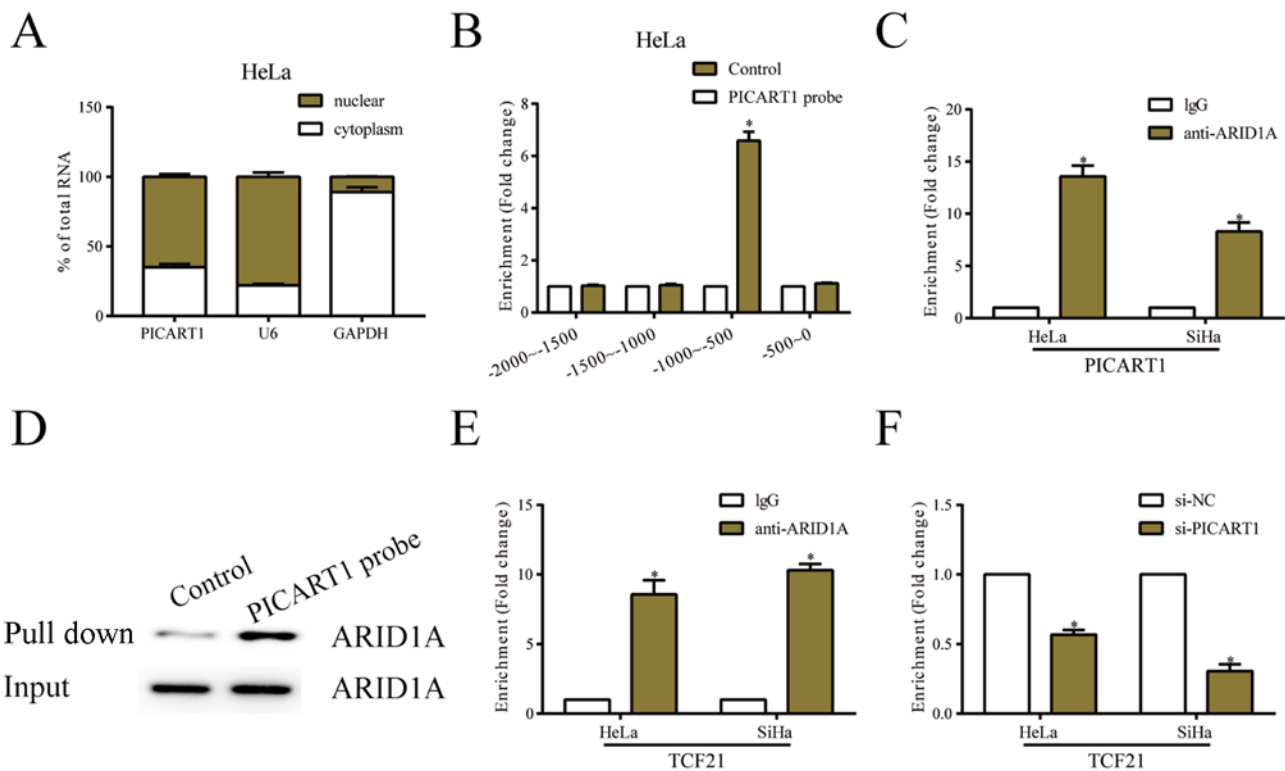 A
HeLa
nuclear
cytoplasm
% of total RNA
150
100
50
0
PICART1 U6 GAPDH
B
HeLa
Control
PICART1 probe
Enrichment (Fold change)
8
6
4
2
0
-2000~-1500 -1500~-1000 -1000~-500 -500~0
*
C
IgG
anti-ARID1A
Enrichment (Fold change)
20
15
10
5
0
* *
HeLa SiHa
PICART1
D
Control PICART1 probe
Pull down ARID1A
Input ARID1A
E
IgG
anti-ARID1A
Enrichment (Fold change)
15
10
5
0
* *
HeLa SiHa
TCF21
F
si-NC
si-PICART1
Enrichment (Fold change)
1.5
1.0
0.5
0.0
* *
HeLa SiHa
TCF21